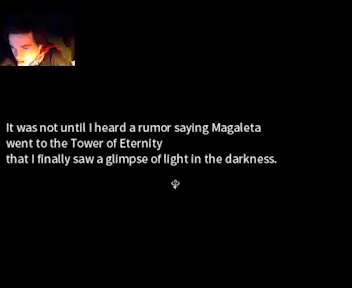 It was not until I heard a rumor saying Magaleta
went to the Tower of Eternity
that I finally saw a glimpse of light in the darkness.